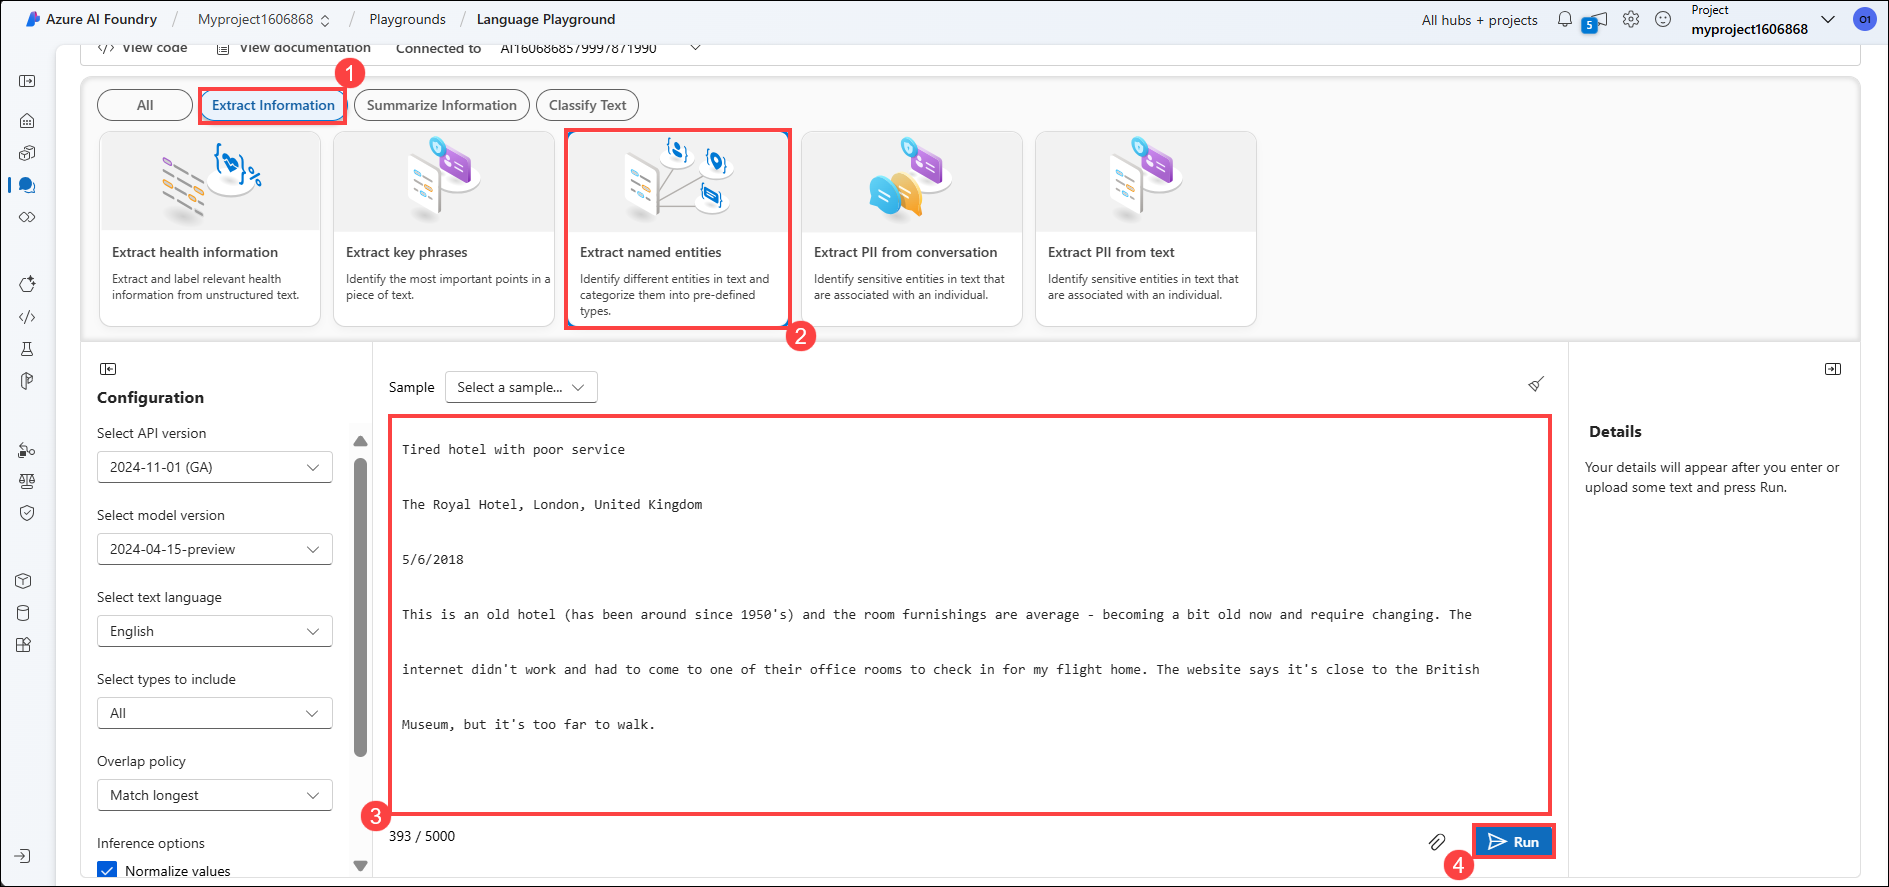 Azure AI Foundry / Myproject1606868 / Playgrounds / Language Playground
All hubs + projects
5
Project
myproject1606868
O1
View code
View documentation
Connected to
AI1606868579997871990
1
All
Extract Information
Summarize Information
Classify Text
Extract health information
Extract and label relevant health
information from unstructured text.
Extract key phrases
Identify the most important points in a
piece of text.
Extract named entities
Identify different entities in text and
categorize them into pre-defined
types.
Extract PII from conversation
Identify sensitive entities in text that
are associated with an individual.
Extract PII from text
Identify sensitive entities in text that
are associated with an individual.
2
Configuration
Select API version
2024-11-01 (GA)
Select model version
2024-04-15-preview
Select text language
English
Select types to include
All
Overlap policy
Match longest
Inference options
Normalize values
Sample
Select a sample...
Tired hotel with poor service
The Royal Hotel, London, United Kingdom
5/6/2018
This is an old hotel (has been around since 1950's) and the room furnishings are average - becoming a bit old now and require changing. The
internet didn't work and had to come to one of their office rooms to check in for my flight home. The website says it's close to the British
Museum, but it's too far to walk.
3
393 / 5000
4
Run
Details
Your details will appear after you enter or
upload some text and press Run.